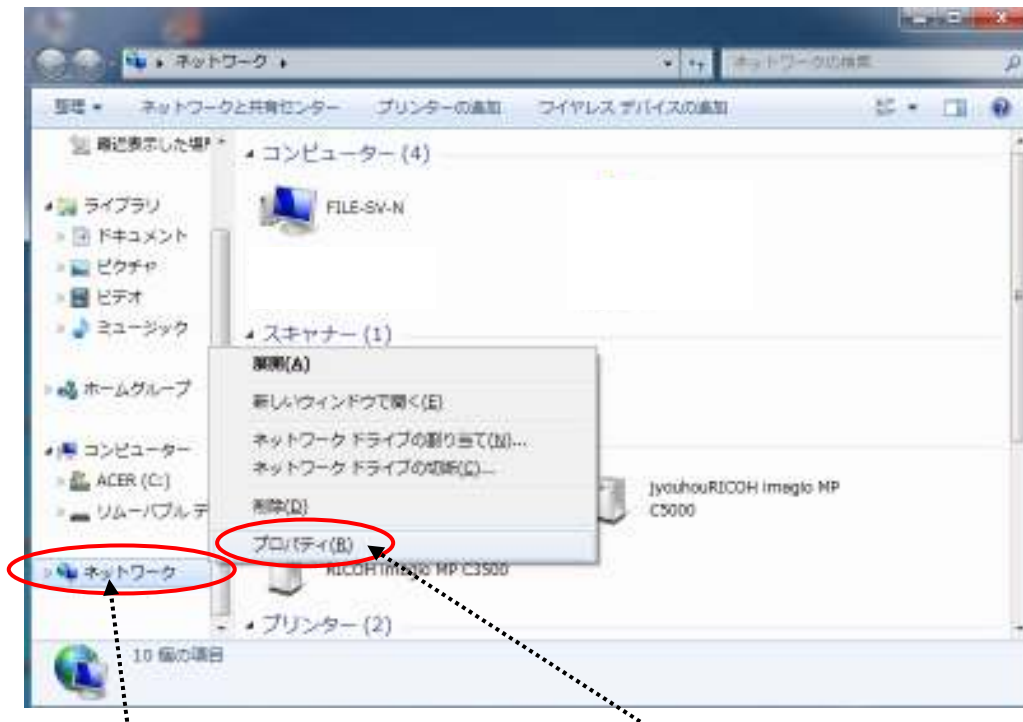 ネットワーク
ネットワークの検索
整理
ネットワークと共有センター
プリンターの追加
ワイヤレス デバイスの追加
最近表示した場
ライブラリ
ドキュメント
ピクチャ
ビデオ
ミュージック
ホームグループ
コンピューター
ACER (C:)
リムーバブル デ
ネットワーク
コンピューター (4)
FILE-SV-N
スキャナー (1)
展開(A)
新しいウィンドウで開く(E)
ネットワーク ドライブの割り当て(N)...
ネットワーク ドライブの切断(C)...
削除(D)
プロパティ(R)
jyouhouRICOH imagio MP
C5000
RICOH imagio MP C3500
プリンター (2)
10 個の項目